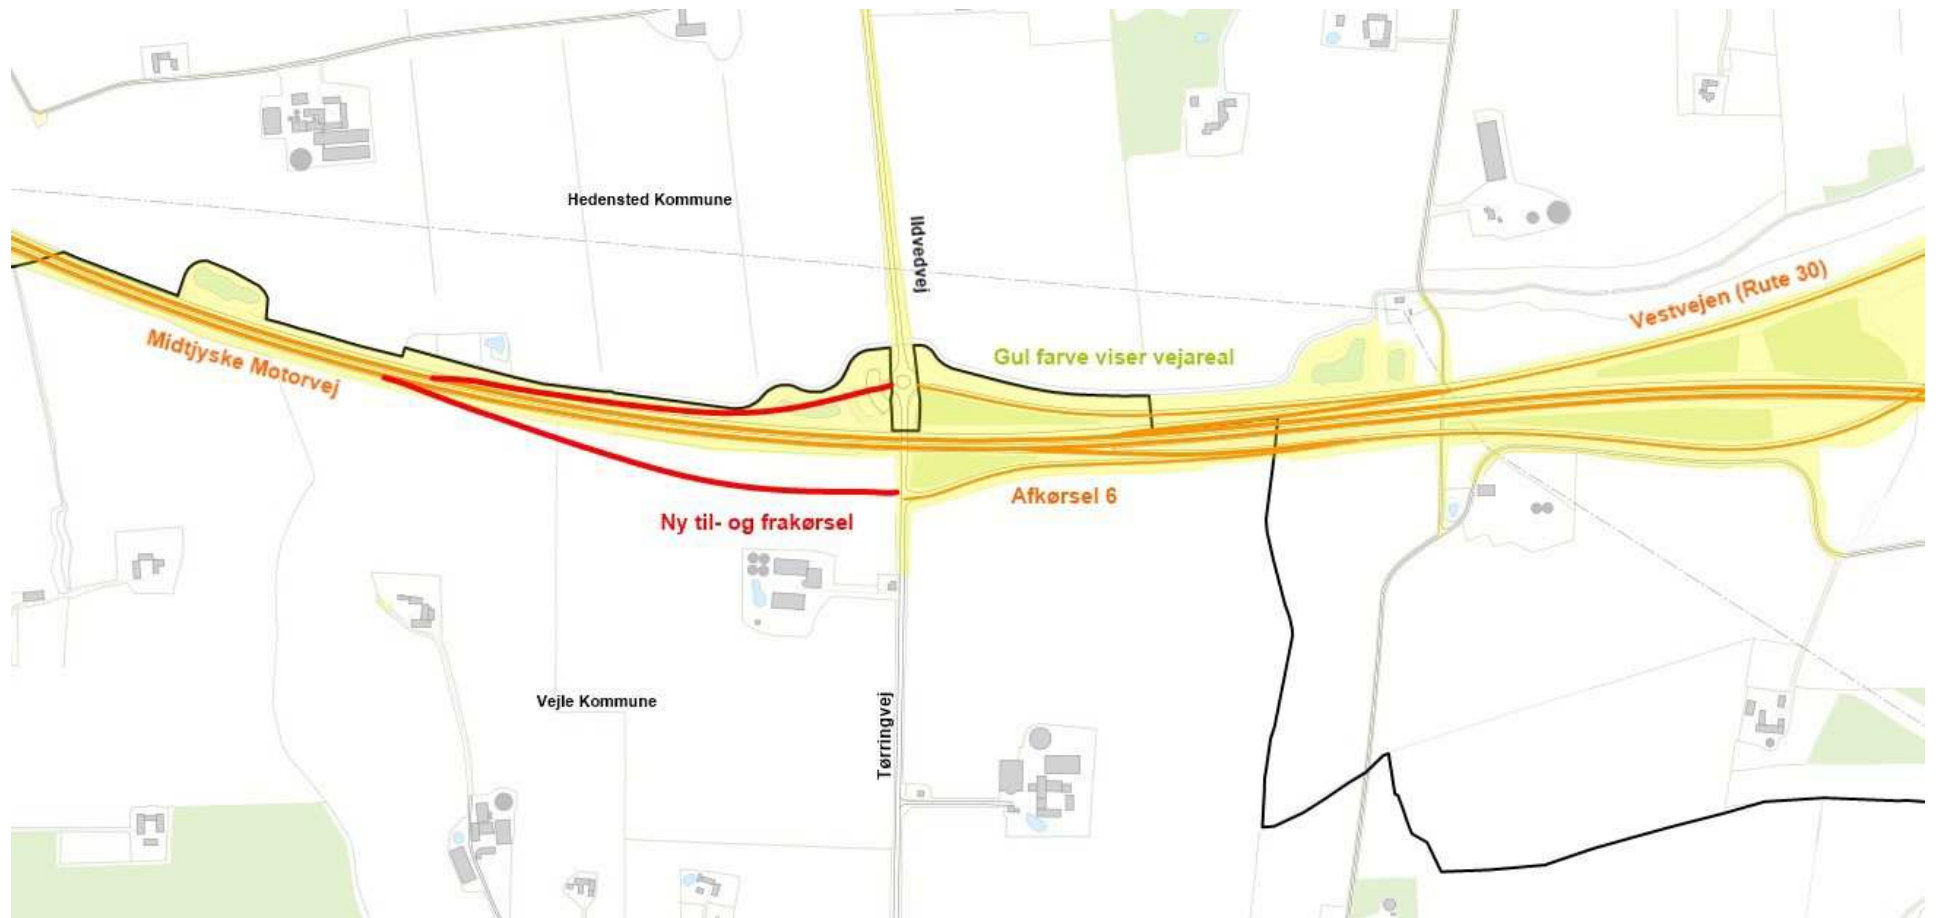 Hedensted Kommune
Ildvedvej
Vestvejen (Rute 30)
Midtjyske Motorvej
Gul farve viser vejareal
Afkørsel 6
Ny til- og frakørsel
Vejle Kommune
Tørringvej